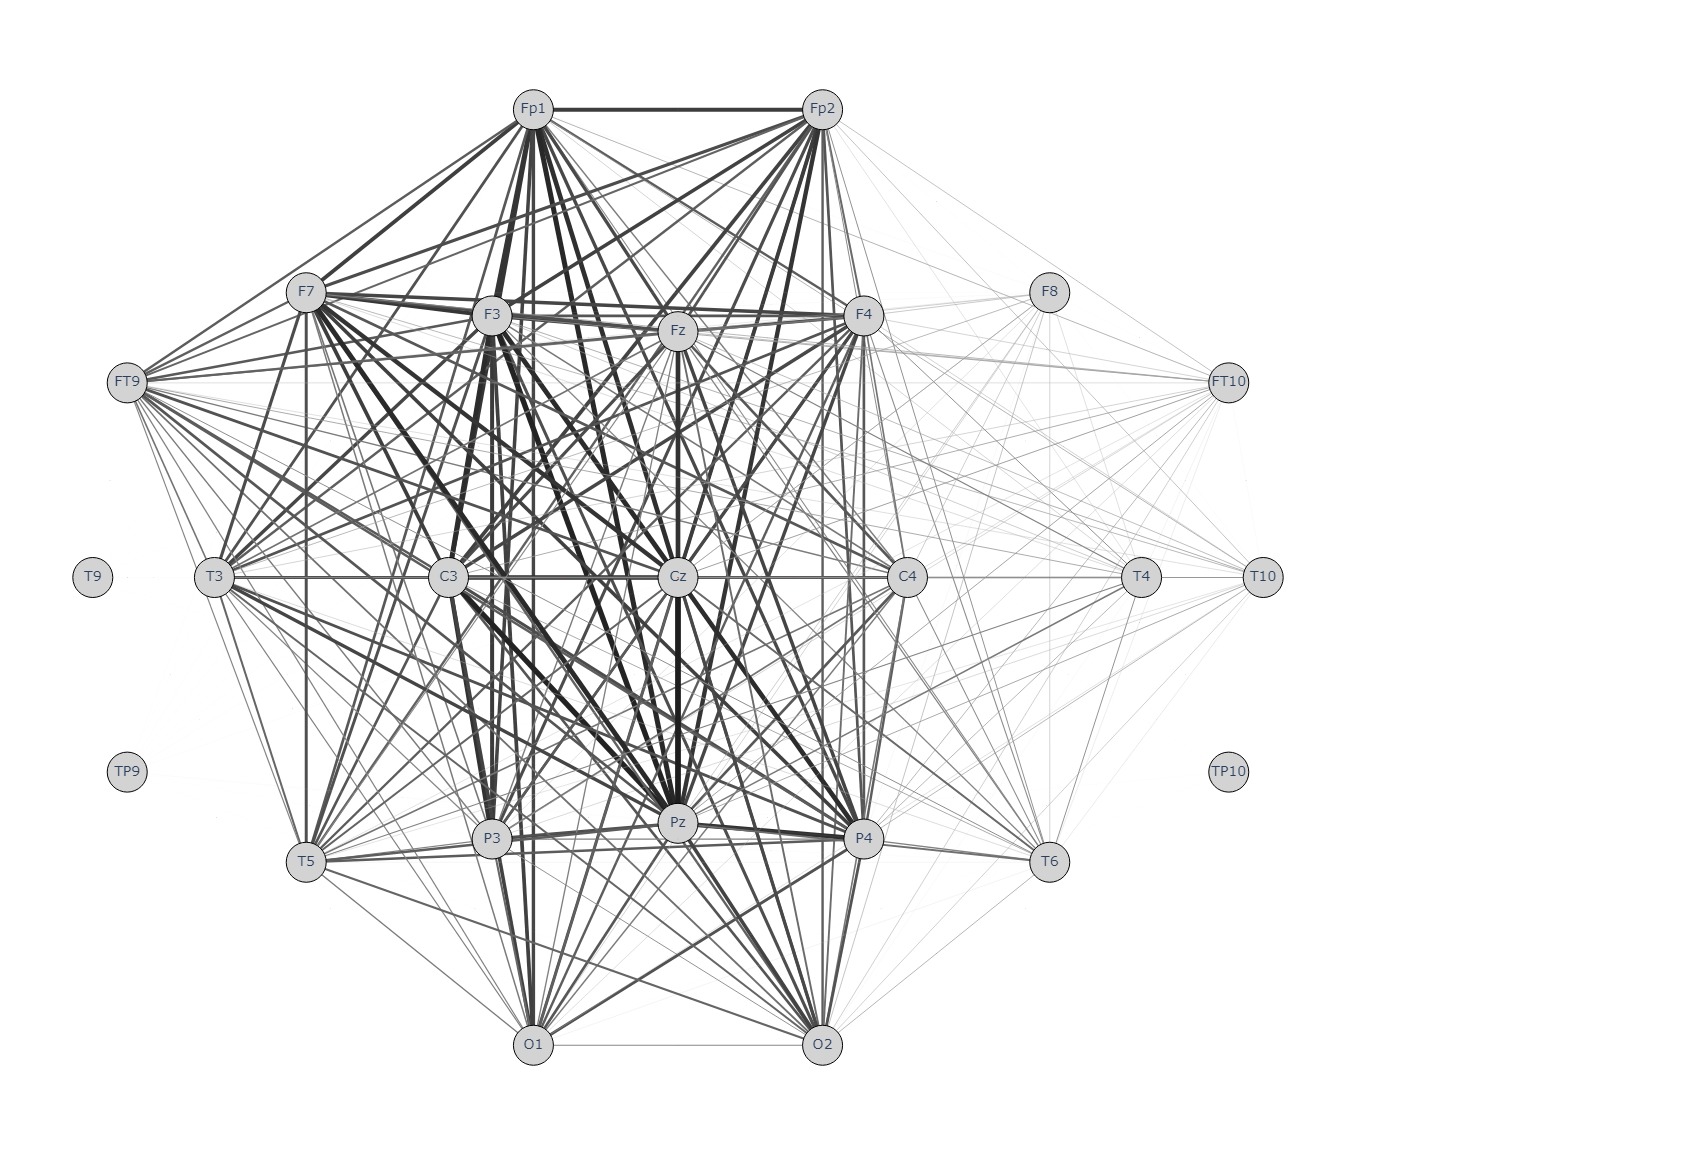 Fp1 Fp2
F7 F3 Fz F4 F8
FT9 FT10
T9 T3 C3 Cz C4 T4 T10
TP9 TP10
T5 P3 Pz P4 T6
O1 O2